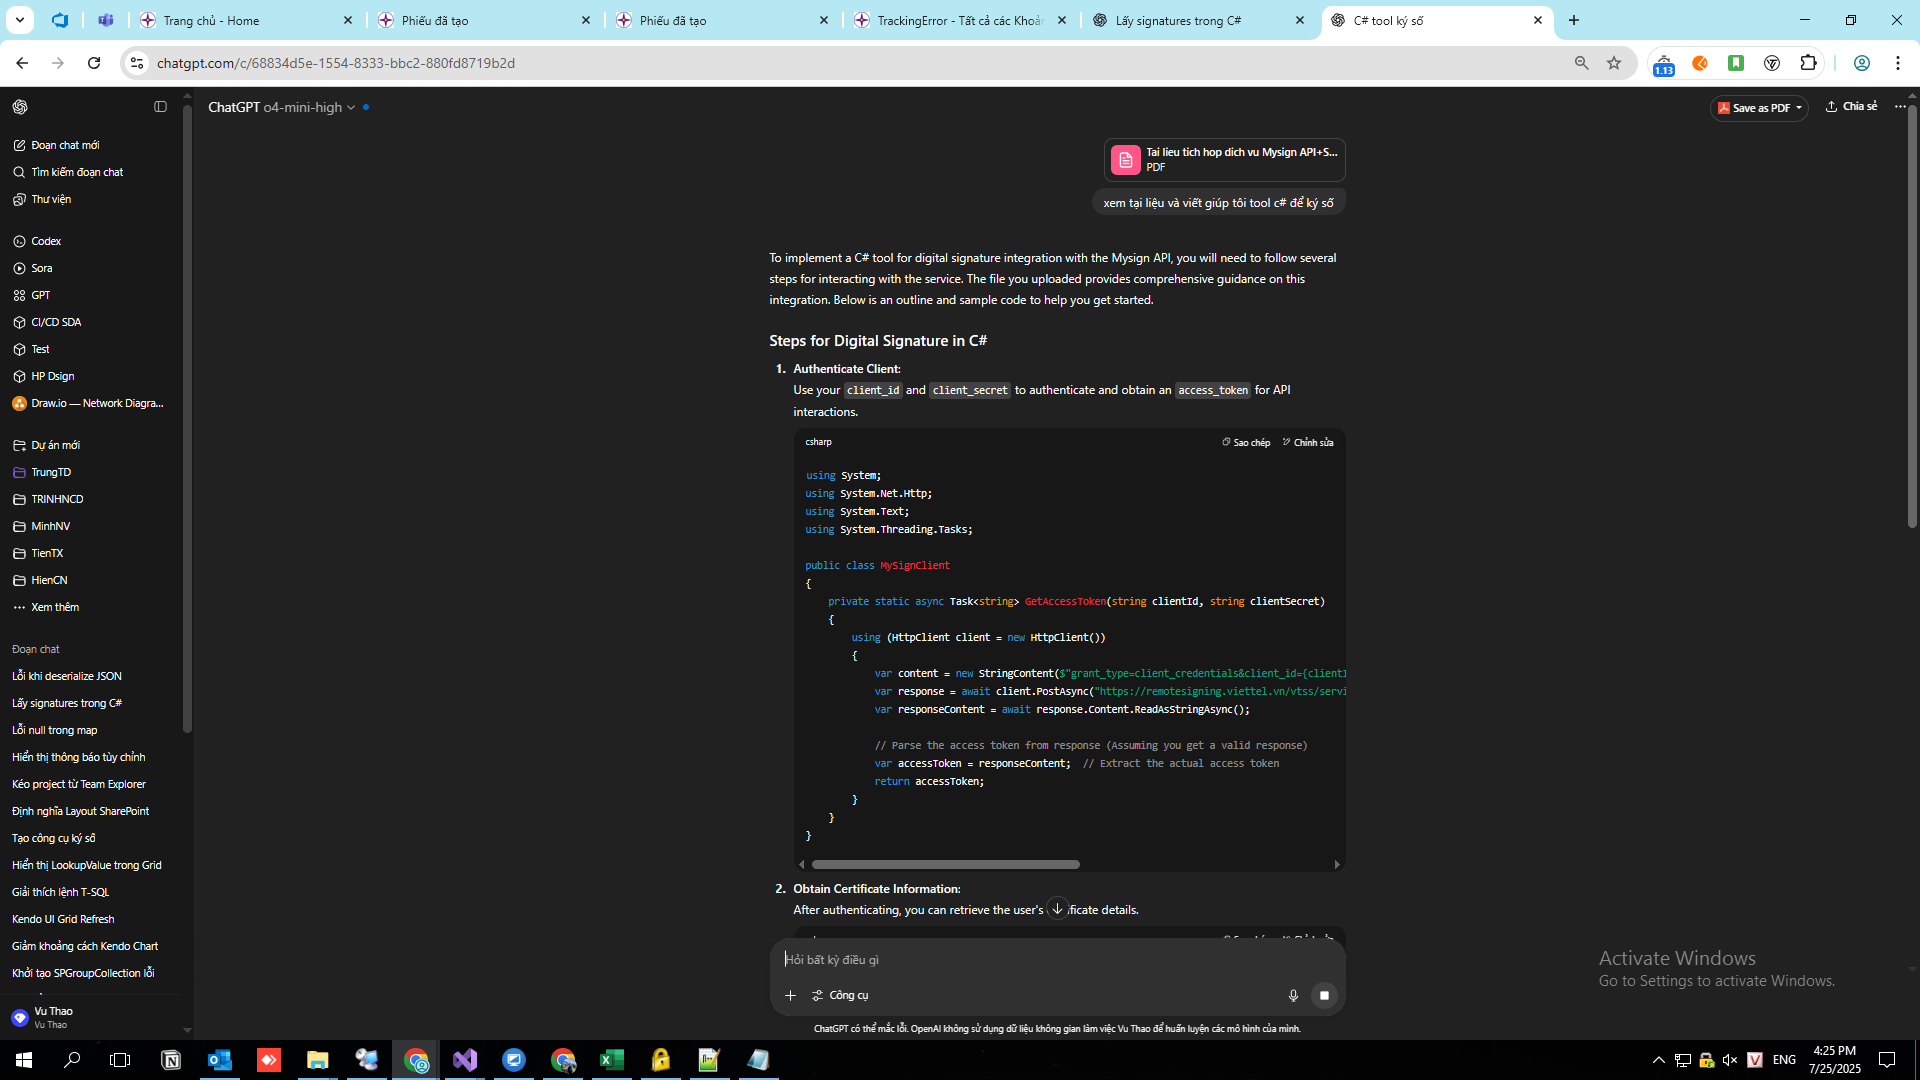 Trang chủ - Home
Phiếu đã tạo
Phiếu đã tạo
TrackingError - Tất cả các Khoản
Lấy signatures trong C#
C# tool ký số
chatgpt.com/c/68834d5e-1554-8333-bbc2-880fd8719b2d
1.13
ChatGPT o4-mini-high
Save as PDF
Chia sẻ
Đoạn chat mới
Tìm kiếm đoạn chat
Thư viện
Codex
Sora
GPT
CI/CD SDA
Test
HP Dsign
Draw.io — Network Diagra...
Dự án mới
TrungTD
TRINHNCD
MinhNV
TienTX
HienCN
Xem thêm
Đoạn chat
Lỗi khi deserialize JSON
Lấy signatures trong C#
Lỗi null trong map
Hiển thị thông báo tùy chỉnh
Kéo project từ Team Explorer
Định nghĩa Layout SharePoint
Tạo công cụ ký số
Hiển thị LookupValue trong Grid
Giải thích lệnh T-SQL
Kendo UI Grid Refresh
Giảm khoảng cách Kendo Chart
Khởi tạo SPGroupCollection lỗi
Vu Thao
Vu Thao
Tai lieu tich hop dich vu Mysign API+S...
PDF
xem tại liệu và viết giúp tôi tool c# để ký số
To implement a C# tool for digital signature integration with the Mysign API, you will need to follow several
steps for interacting with the service. The file you uploaded provides comprehensive guidance on this
integration. Below is an outline and sample code to help you get started.
Steps for Digital Signature in C#
1. Authenticate Client:
Use your client_id and client_secret to authenticate and obtain an access_token for API
interactions.
csharp
Sao chép
Chỉnh sửa
using System;
using System.Net.Http;
using System.Text;
using System.Threading.Tasks;
public class MySignClient
{
private static async Task<string> GetAccessToken(string clientId, string clientSecret)
{
using (HttpClient client = new HttpClient())
{
var content = new StringContent($"grant_type=client_credentials&client_id={clientI
var response = await client.PostAsync("https://remotesigning.viettel.vn/vtss/servi
var responseContent = await response.Content.ReadAsStringAsync();
// Parse the access token from response (Assuming you get a valid response)
var accessToken = responseContent;  // Extract the actual access token
return accessToken;
}
}
}
2. Obtain Certificate Information:
After authenticating, you can retrieve the user's ificate details.
Hỏi bất kỳ điều gì
Công cụ
ChatGPT có thể mắc lỗi. OpenAI không sử dụng dữ liệu không gian làm việc Vu Thao để huấn luyện các mô hình của mình.
Activate Windows
Go to Settings to activate Windows.
ENG
4:25 PM
7/25/2025